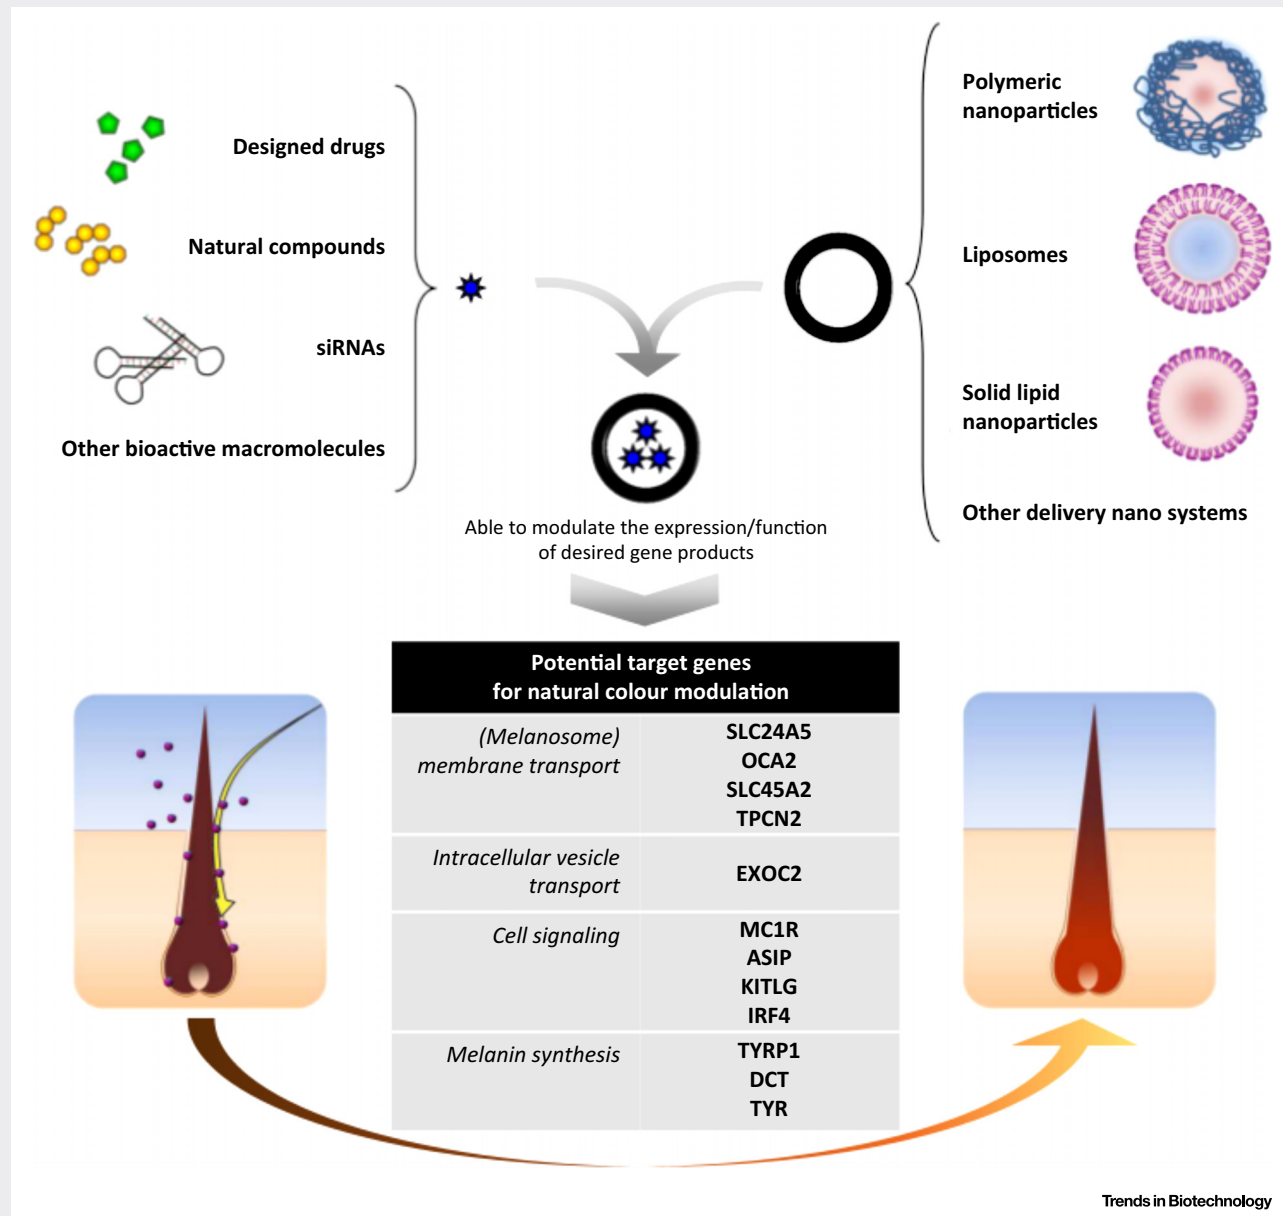 Designed drugs
Natural compounds
siRNAs
Other bioactive macromolecules
Polymeric
nanoparticles
Liposomes
Solid lipid
nanoparticles
Other delivery nano systems
Able to modulate the expression/function
of desired gene products
Potential target genes
for natural colour modulation
(Melanosome)
membrane transport
SLC24A5
OCA2
SLC45A2
TPCN2
Intracellular vesicle
transport
EXOC2
Cell signaling
MC1R
ASIP
KITLG
IRF4
Melanin synthesis
TYRP1
DCT
TYR
Trends in Biotechnology